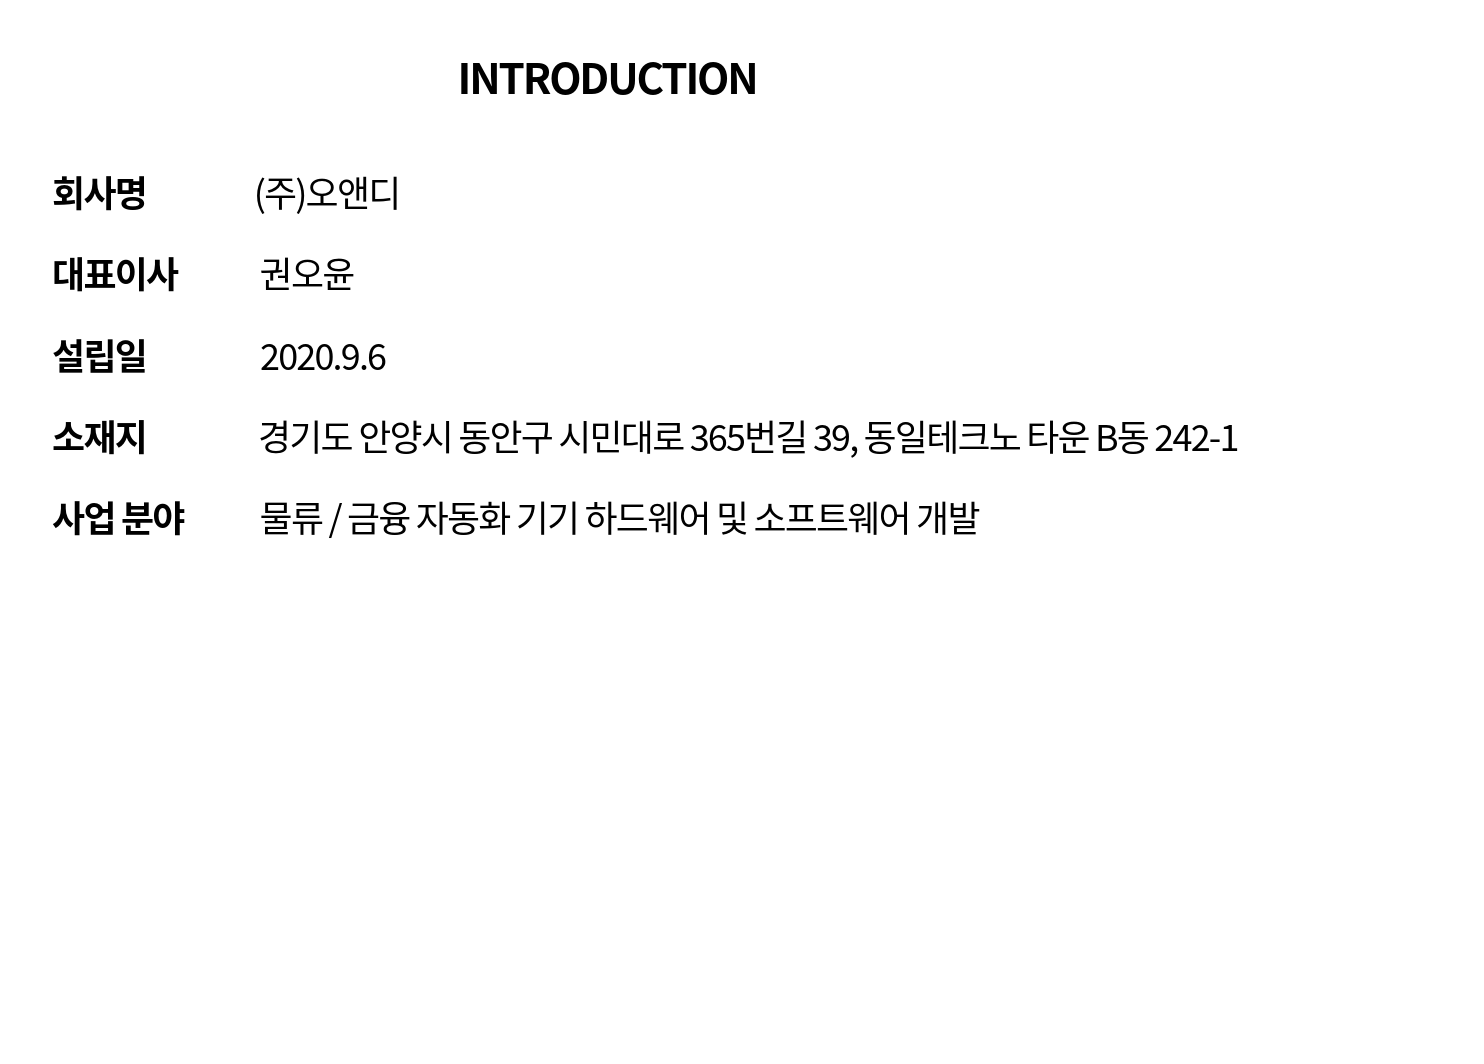 INTRODUCTION
회사명 (주)오앤디
대표이사 권오윤
설립일 2020.9.6
소재지 경기도 안양시 동안구 시민대로 365번길 39, 동일테크노 타운 B동 242-1
사업 분야 물류 / 금융 자동화 기기 하드웨어 및 소프트웨어 개발